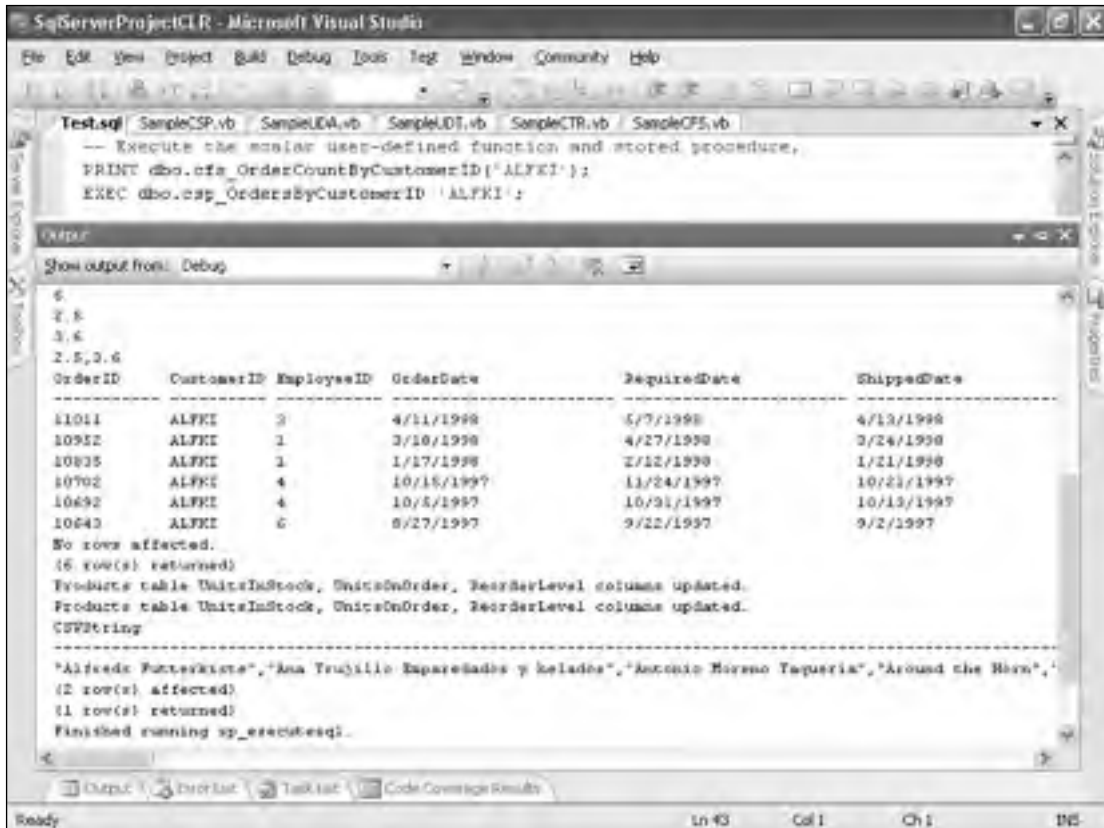 SqlServerProjectCLR - Microsoft Visual Studio
File Edit View Project Build Debug Tools Test Window Community Help
Test.sql SampleCSP.vb SampleUDA.vb SampleUDT.vb SampleCTR.vb SampleCFS.vb
-- Execute the scalar user-defined function and stored procedure,
PRINT dbo.cfs_OrderCountByCustomerID('ALFKI');
EXEC dbo.csp_OrdersByCustomerID 'ALFKI';
Server Explorer
Toolbox
Solution Explorer
Properties
Output
Show output from: Debug
6
2.5
3.6
2.5,3.6
OrderID CustomerID EmployeeID OrderDate RequiredDate ShippedDate
11011 ALFKI 3 4/11/1998 5/7/1998 4/13/1998
10952 ALFKI 1 3/18/1998 4/27/1998 3/24/1998
10835 ALFKI 1 1/17/1998 2/12/1998 1/21/1998
10702 ALFKI 4 10/15/1997 11/24/1997 10/21/1997
10692 ALFKI 4 10/5/1997 10/31/1997 10/13/1997
10643 ALFKI 6 8/27/1997 9/22/1997 9/2/1997
No rows affected.
(6 row(s) returned)
Products table UnitsInStock, UnitsOnOrder, ReorderLevel columns updated.
Products table UnitsInStock, UnitsOnOrder, ReorderLevel columns updated.
CSVString
"Alfreds Futterkiste","Ana Trujillo Emparedados y helados","Antonio Moreno Taquería","Around the Horn","
(2 row(s) affected)
(1 row(s) returned)
Finished running sp_executesql.
Output Error List Task List Code Coverage Results
Ready Ln 43 Col 1 Ch 1 INS